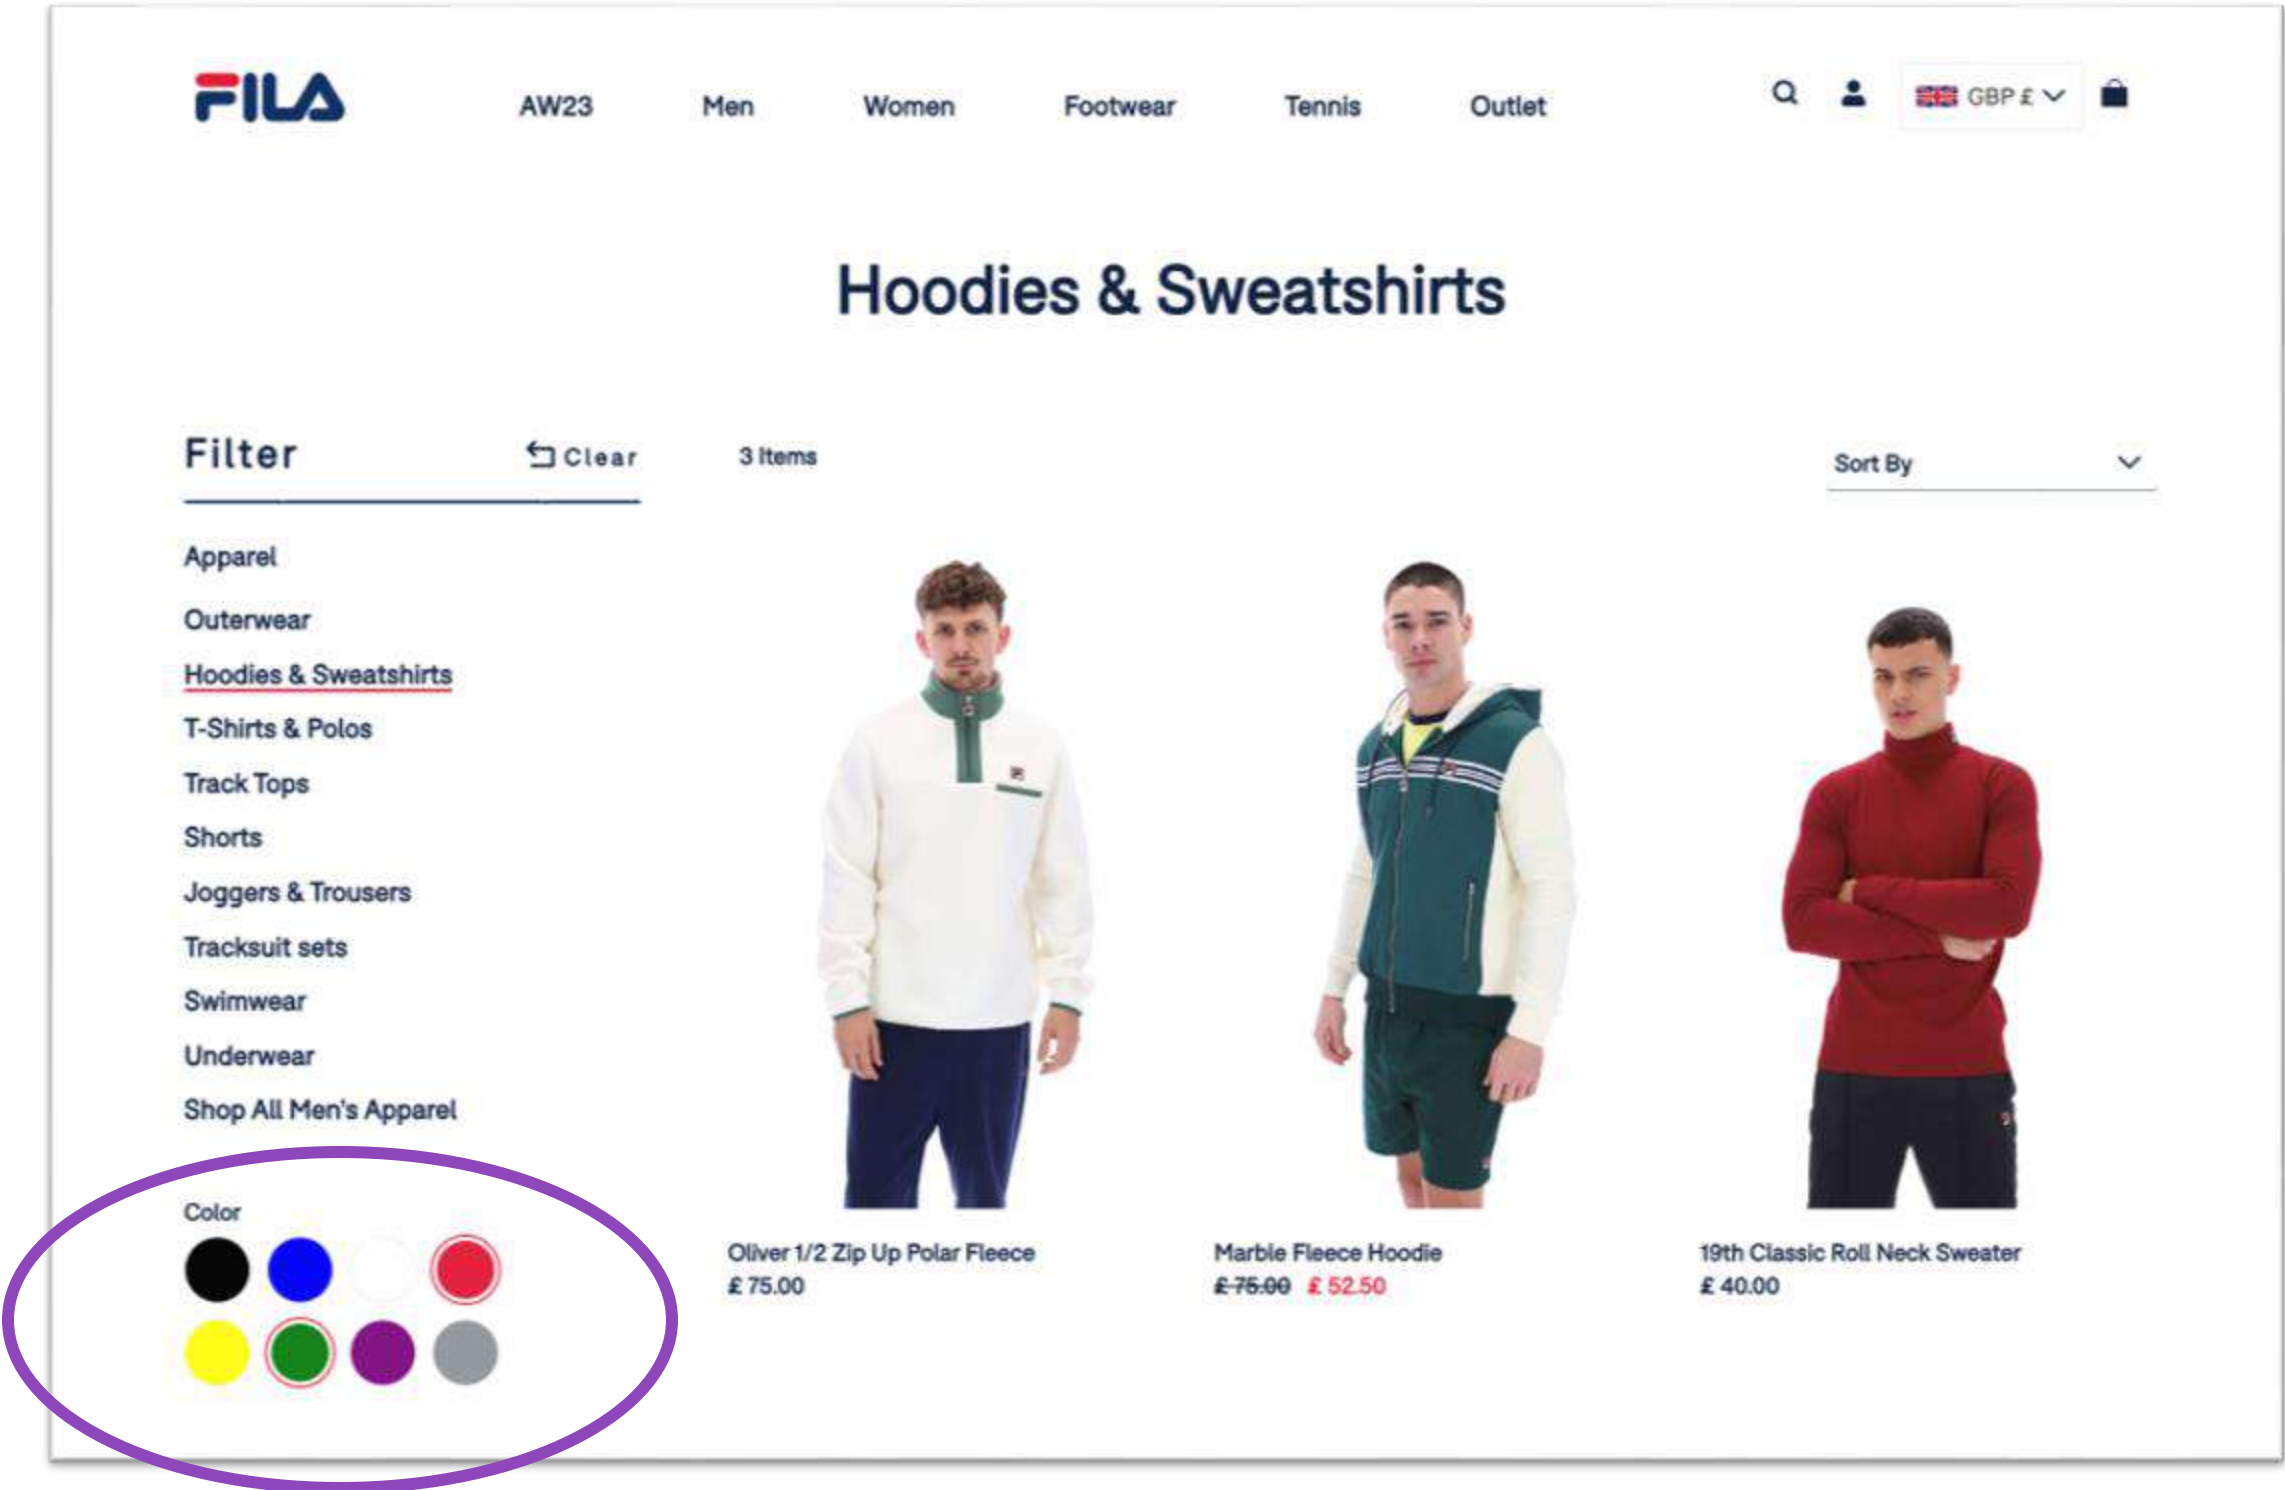 FILA
AW23 Men Women Footwear Tennis Outlet
GBP £
Hoodies & Sweatshirts
Filter
Clear
3 Items
Sort By
Apparel
Outerwear
Hoodies & Sweatshirts
T-Shirts & Polos
Track Tops
Shorts
Joggers & Trousers
Tracksuit sets
Swimwear
Underwear
Shop All Men's Apparel
Color
Oliver 1/2 Zip Up Polar Fleece
£ 75.00
Marble Fleece Hoodie
£ 75.00 £ 52.50
19th Classic Roll Neck Sweater
£ 40.00